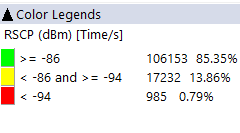 Color Legends
RSCP (dBm) [Time/s]
>= -86 106153 85.35%
< -86 and >= -94 17232 13.86%
< -94 985 0.79%